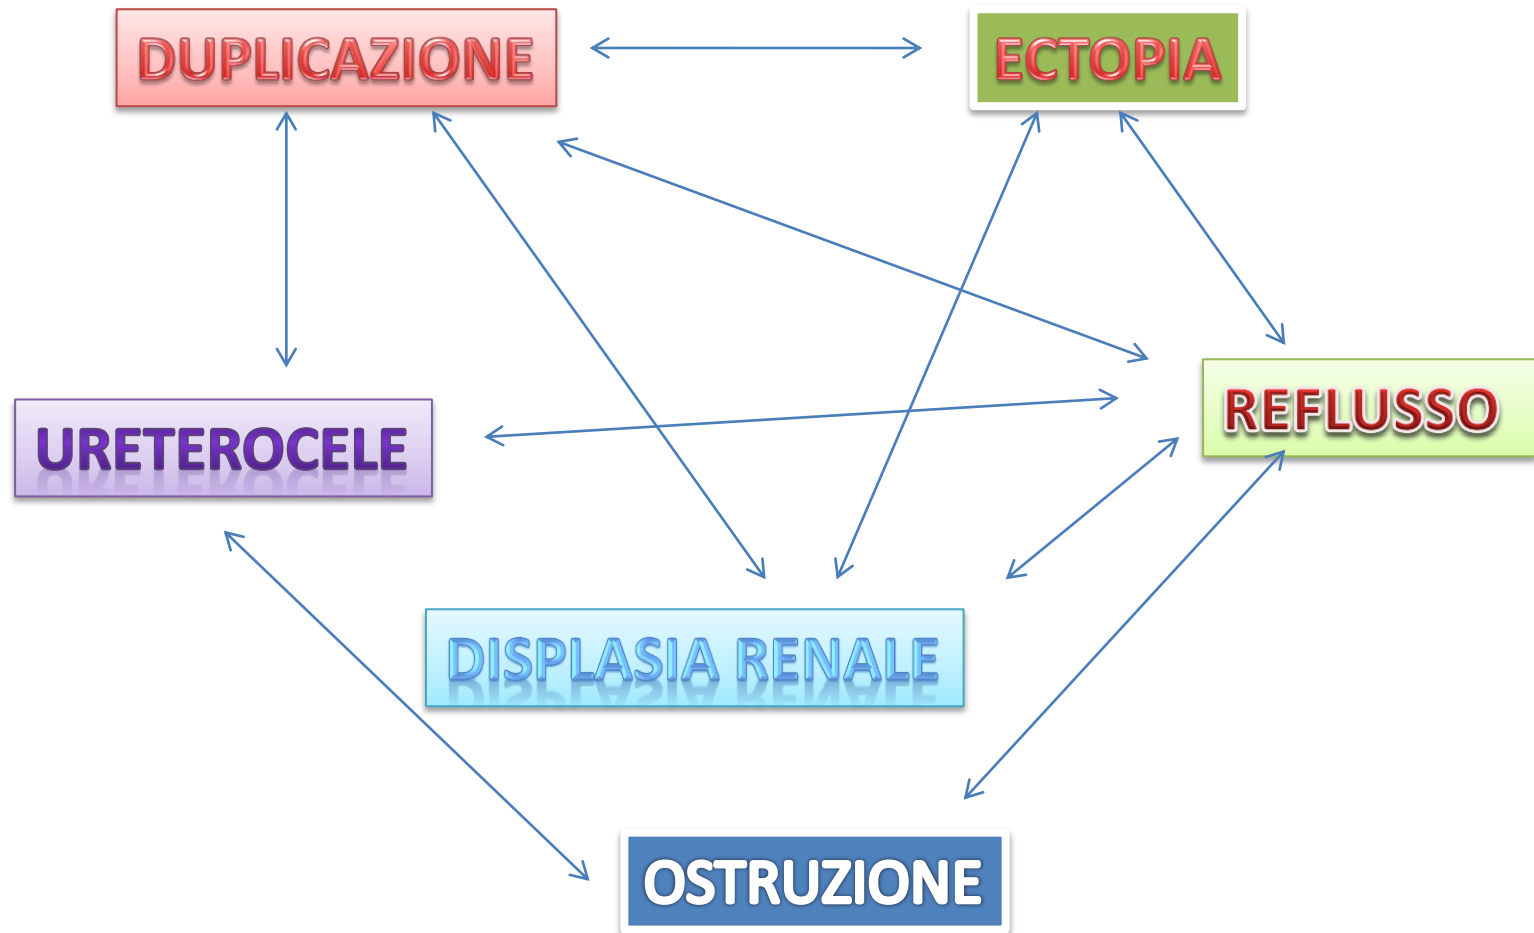 DUPLICAZIONE
ECTOPIA
REFLUSSO
URETEROCELE
DISPLASIA RENALE
OSTRUZIONE